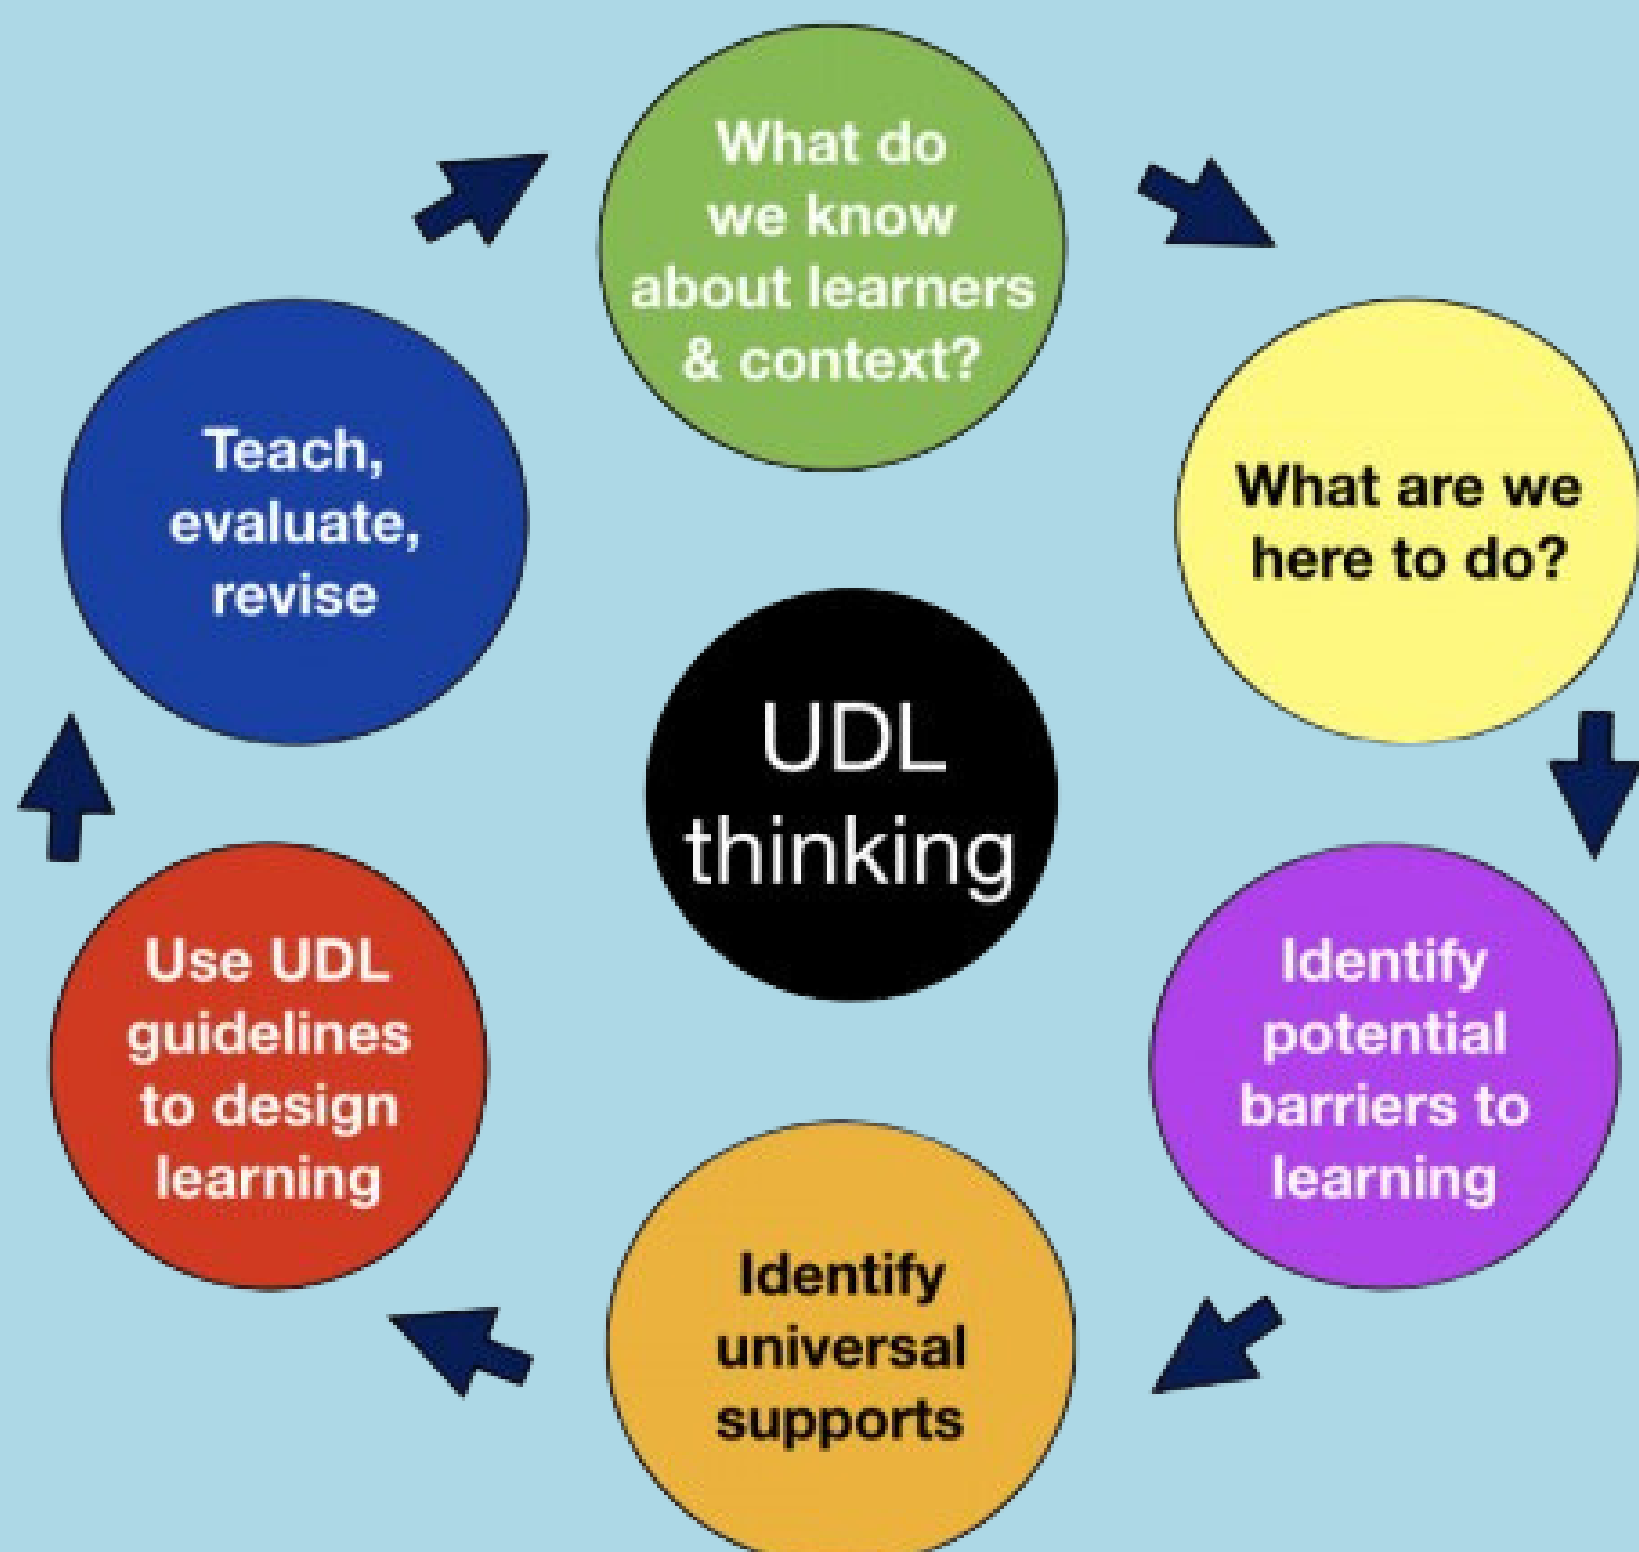 What do
we know
about learners
& context?
What are we
here to do?
Identify
potential
barriers to
learning
Identify
universal
supports
Use UDL
guidelines
to design
learning
Teach,
evaluate,
revise
UDL
thinking